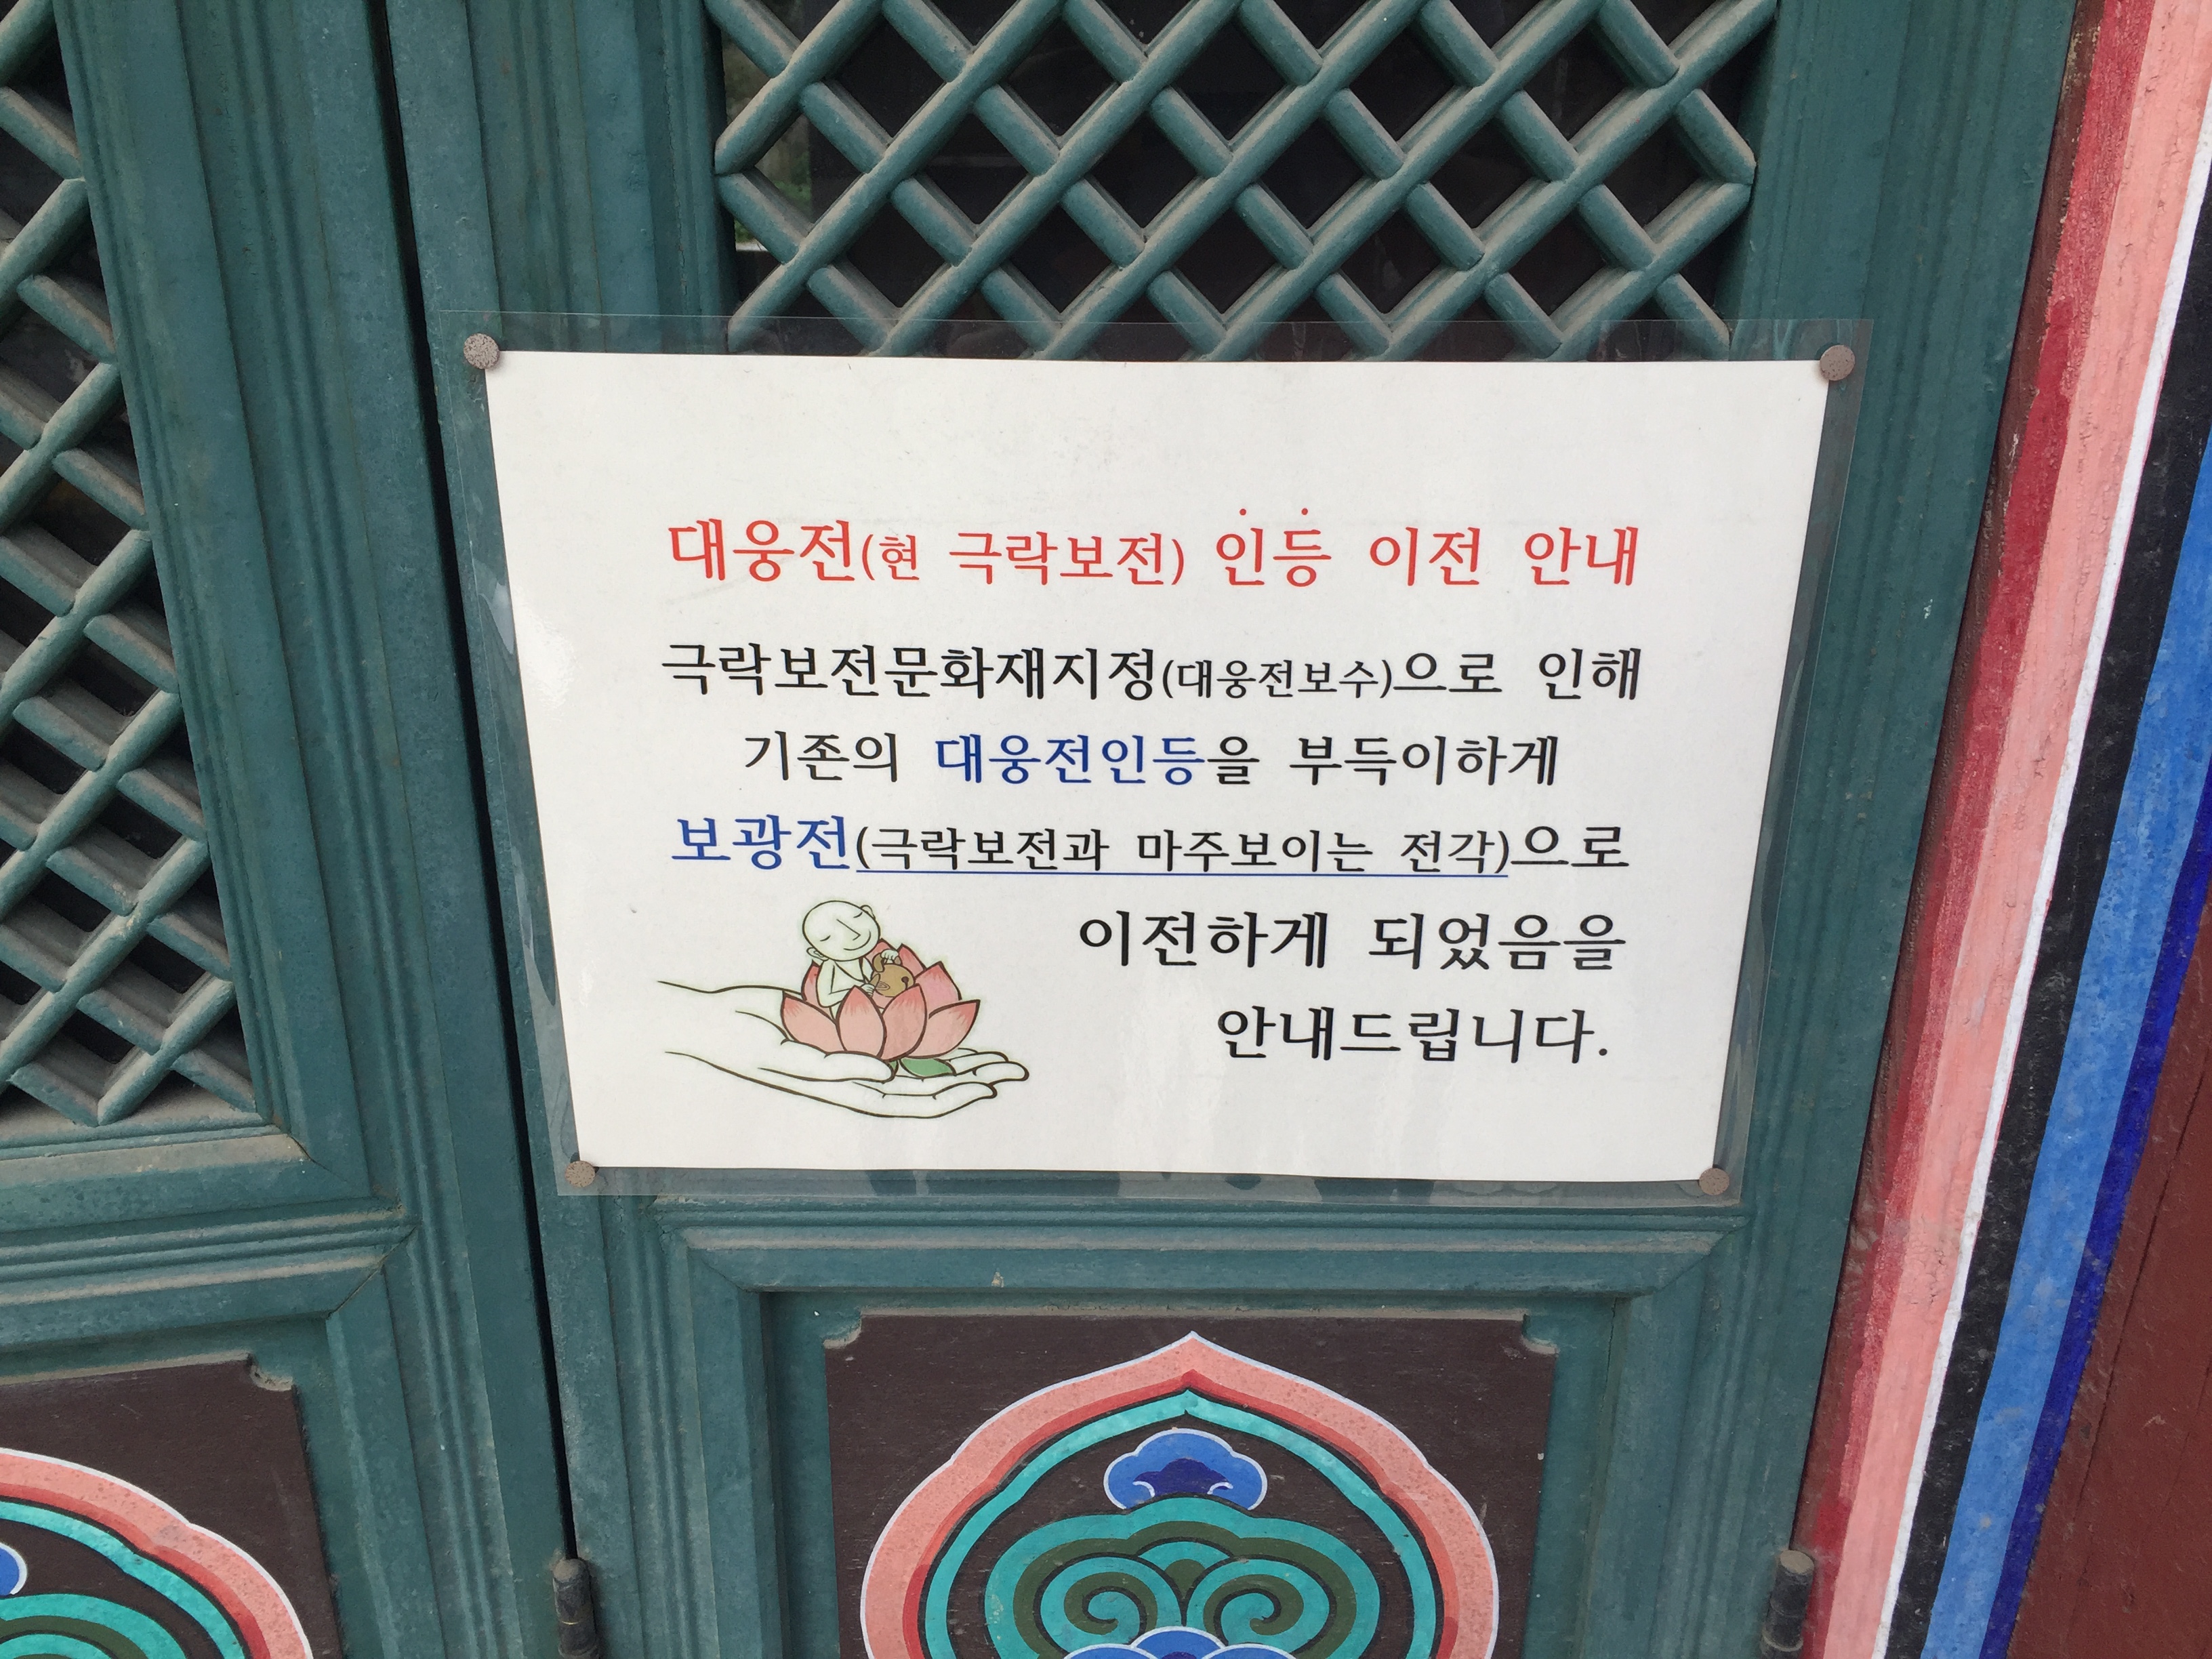 대웅전(현 극락보전) 인등 이전 안내
극락보전문화재지정(대웅전보수)으로 인해
기존의 대웅전인등을 부득이하게
보광전(극락보전과 마주보이는 전각)으로
이전하게 되었음을
안내드립니다.